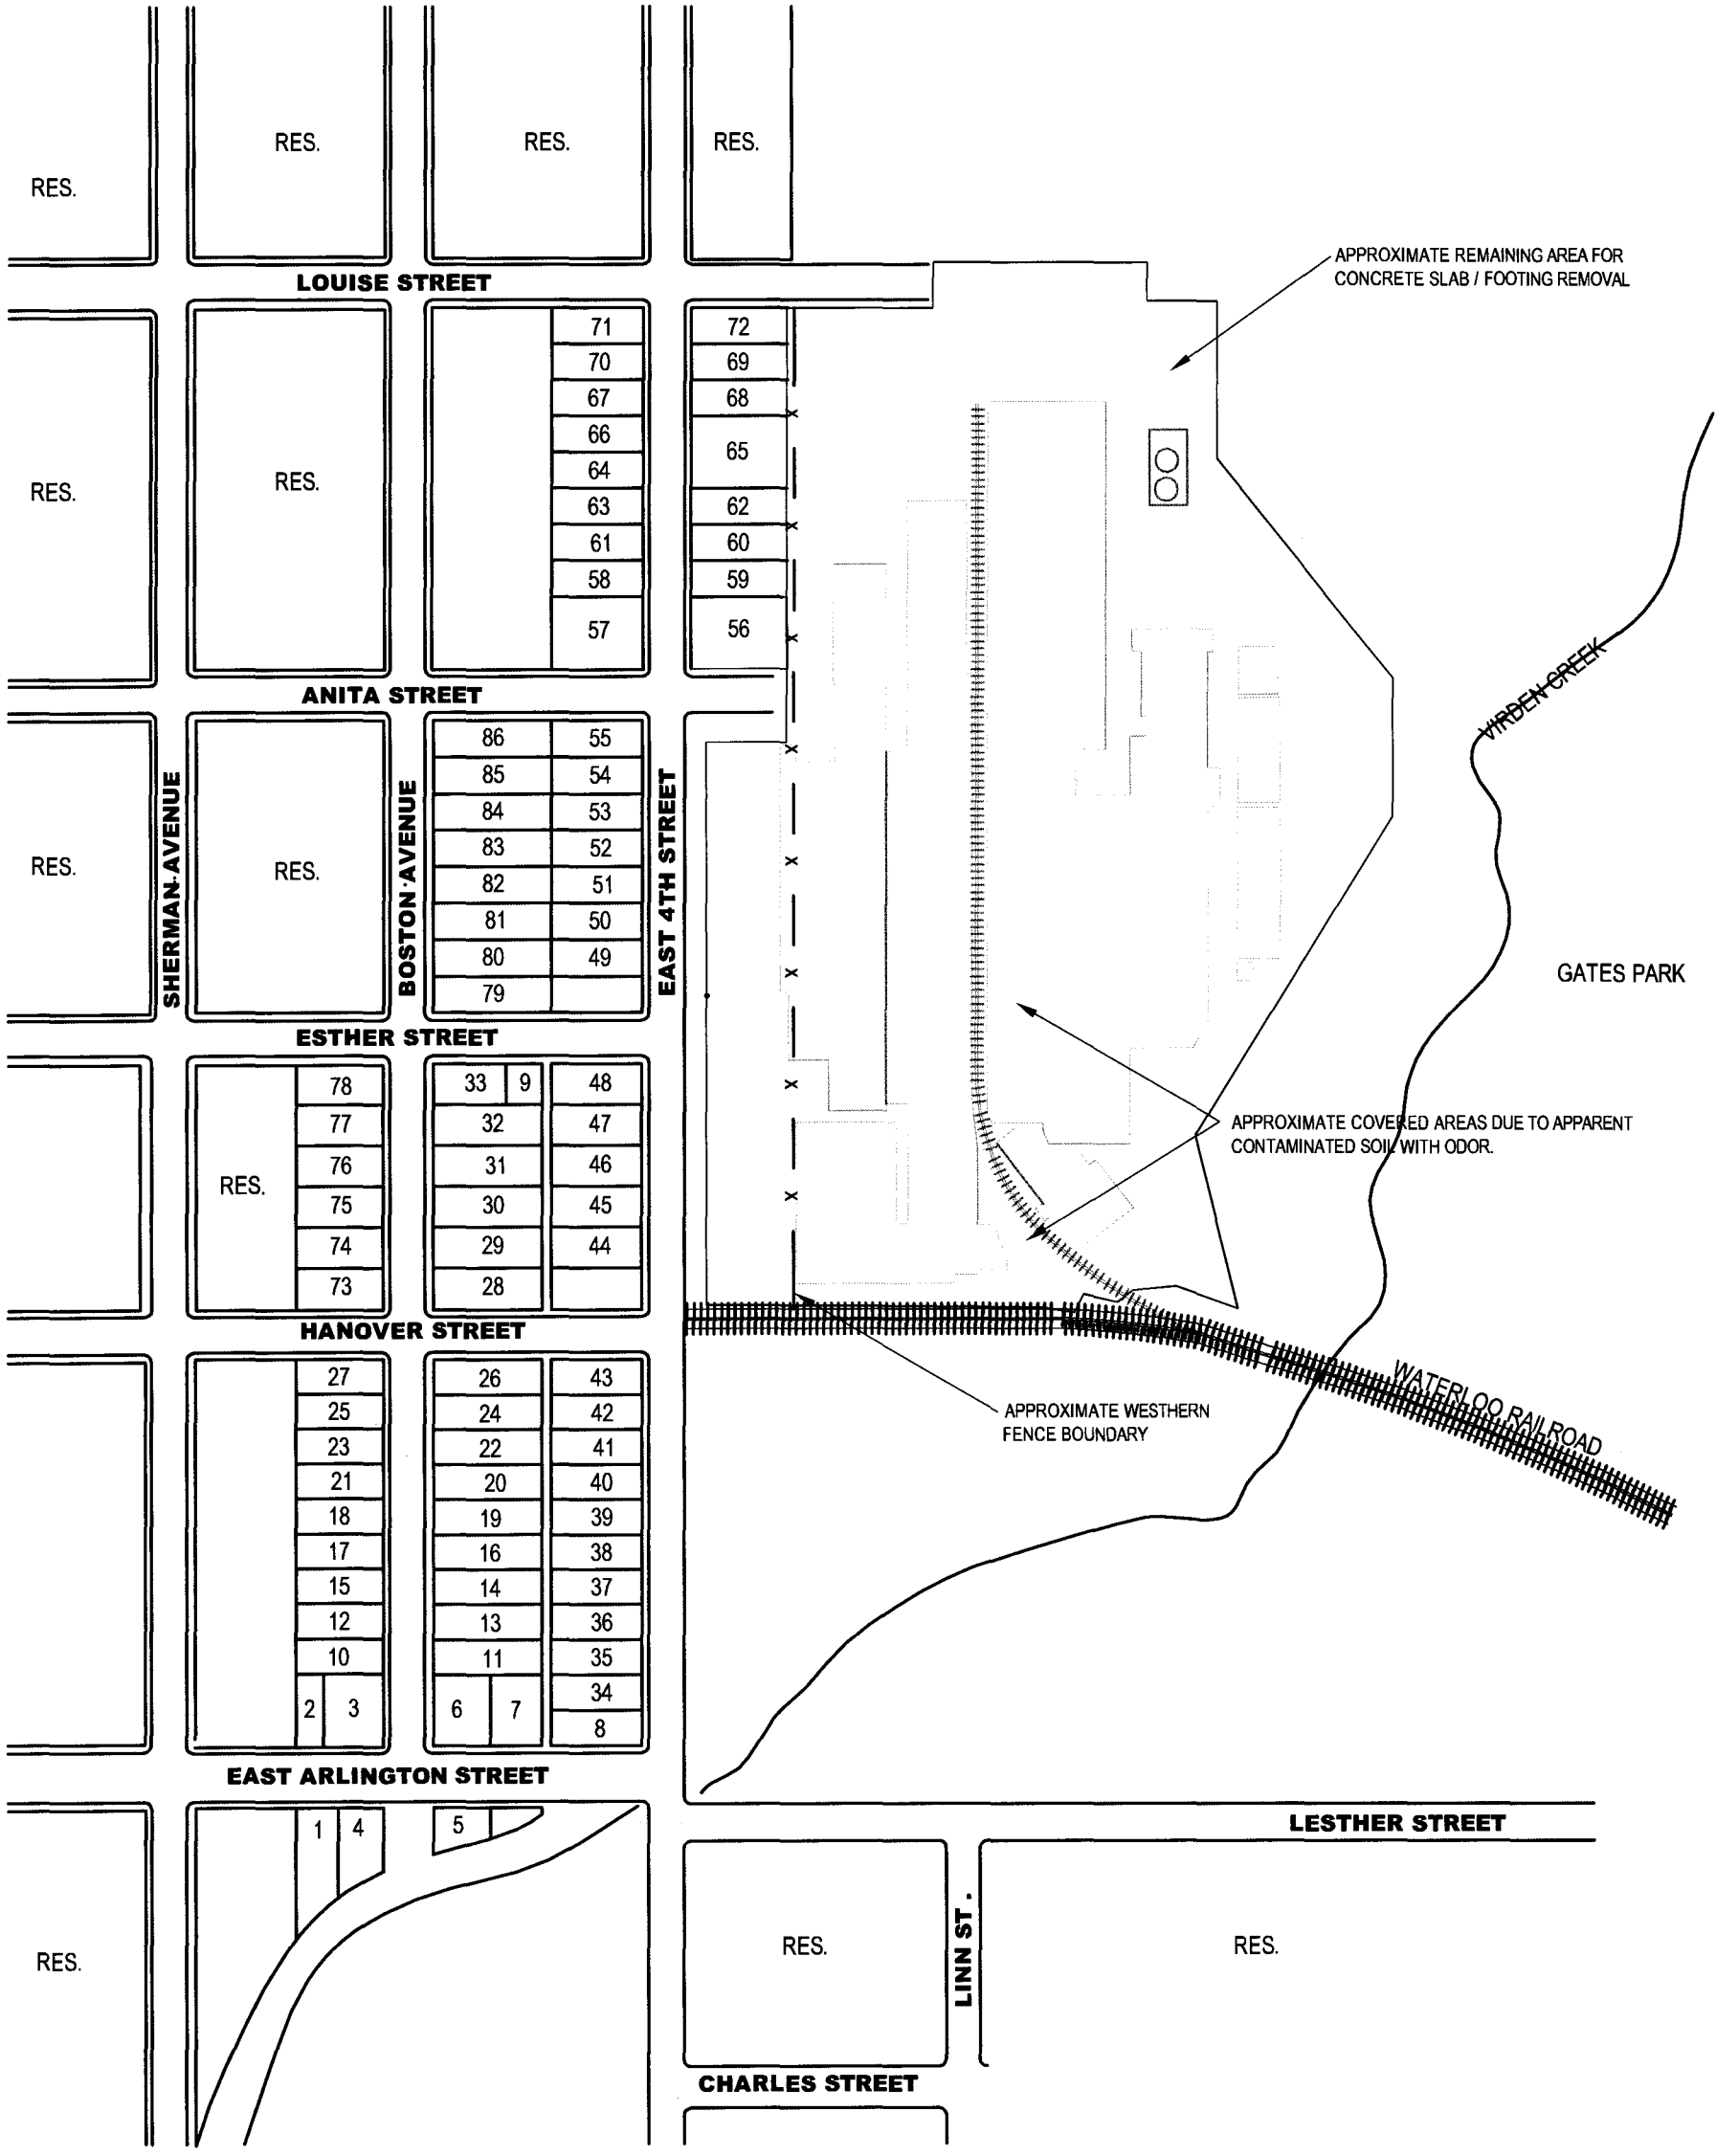 RES.
RES.
RES.
RES.
APPROXIMATE REMAINING AREA FOR
CONCRETE SLAB / FOOTING REMOVAL
LOUISE STREET
71
72
70
69
67
68
66
65
64
63
62
61
60
58
59
57
56
RES.
RES.
ANITA STREET
VIRDEN CREEK
86
55
85
54
84
53
83
52
82
51
81
50
80
49
79
RES.
RES.
SHERMAN AVENUE
BOSTON AVENUE
EAST 4TH STREET
GATES PARK
ESTHER STREET
78
33
9
48
77
32
47
76
31
46
75
30
45
74
29
44
73
28
RES.
APPROXIMATE COVERED AREAS DUE TO APPARENT
CONTAMINATED SOIL WITH ODOR.
HANOVER STREET
27
26
43
25
24
42
23
22
41
21
20
40
18
19
39
17
16
38
15
14
37
12
13
36
10
11
35
2
3
6
7
34
8
APPROXIMATE WESTHERN
FENCE BOUNDARY
WATERLOO RAILROAD
EAST ARLINGTON STREET
1
4
5
LESTHER STREET
RES.
RES.
LINN ST.
RES.
CHARLES STREET